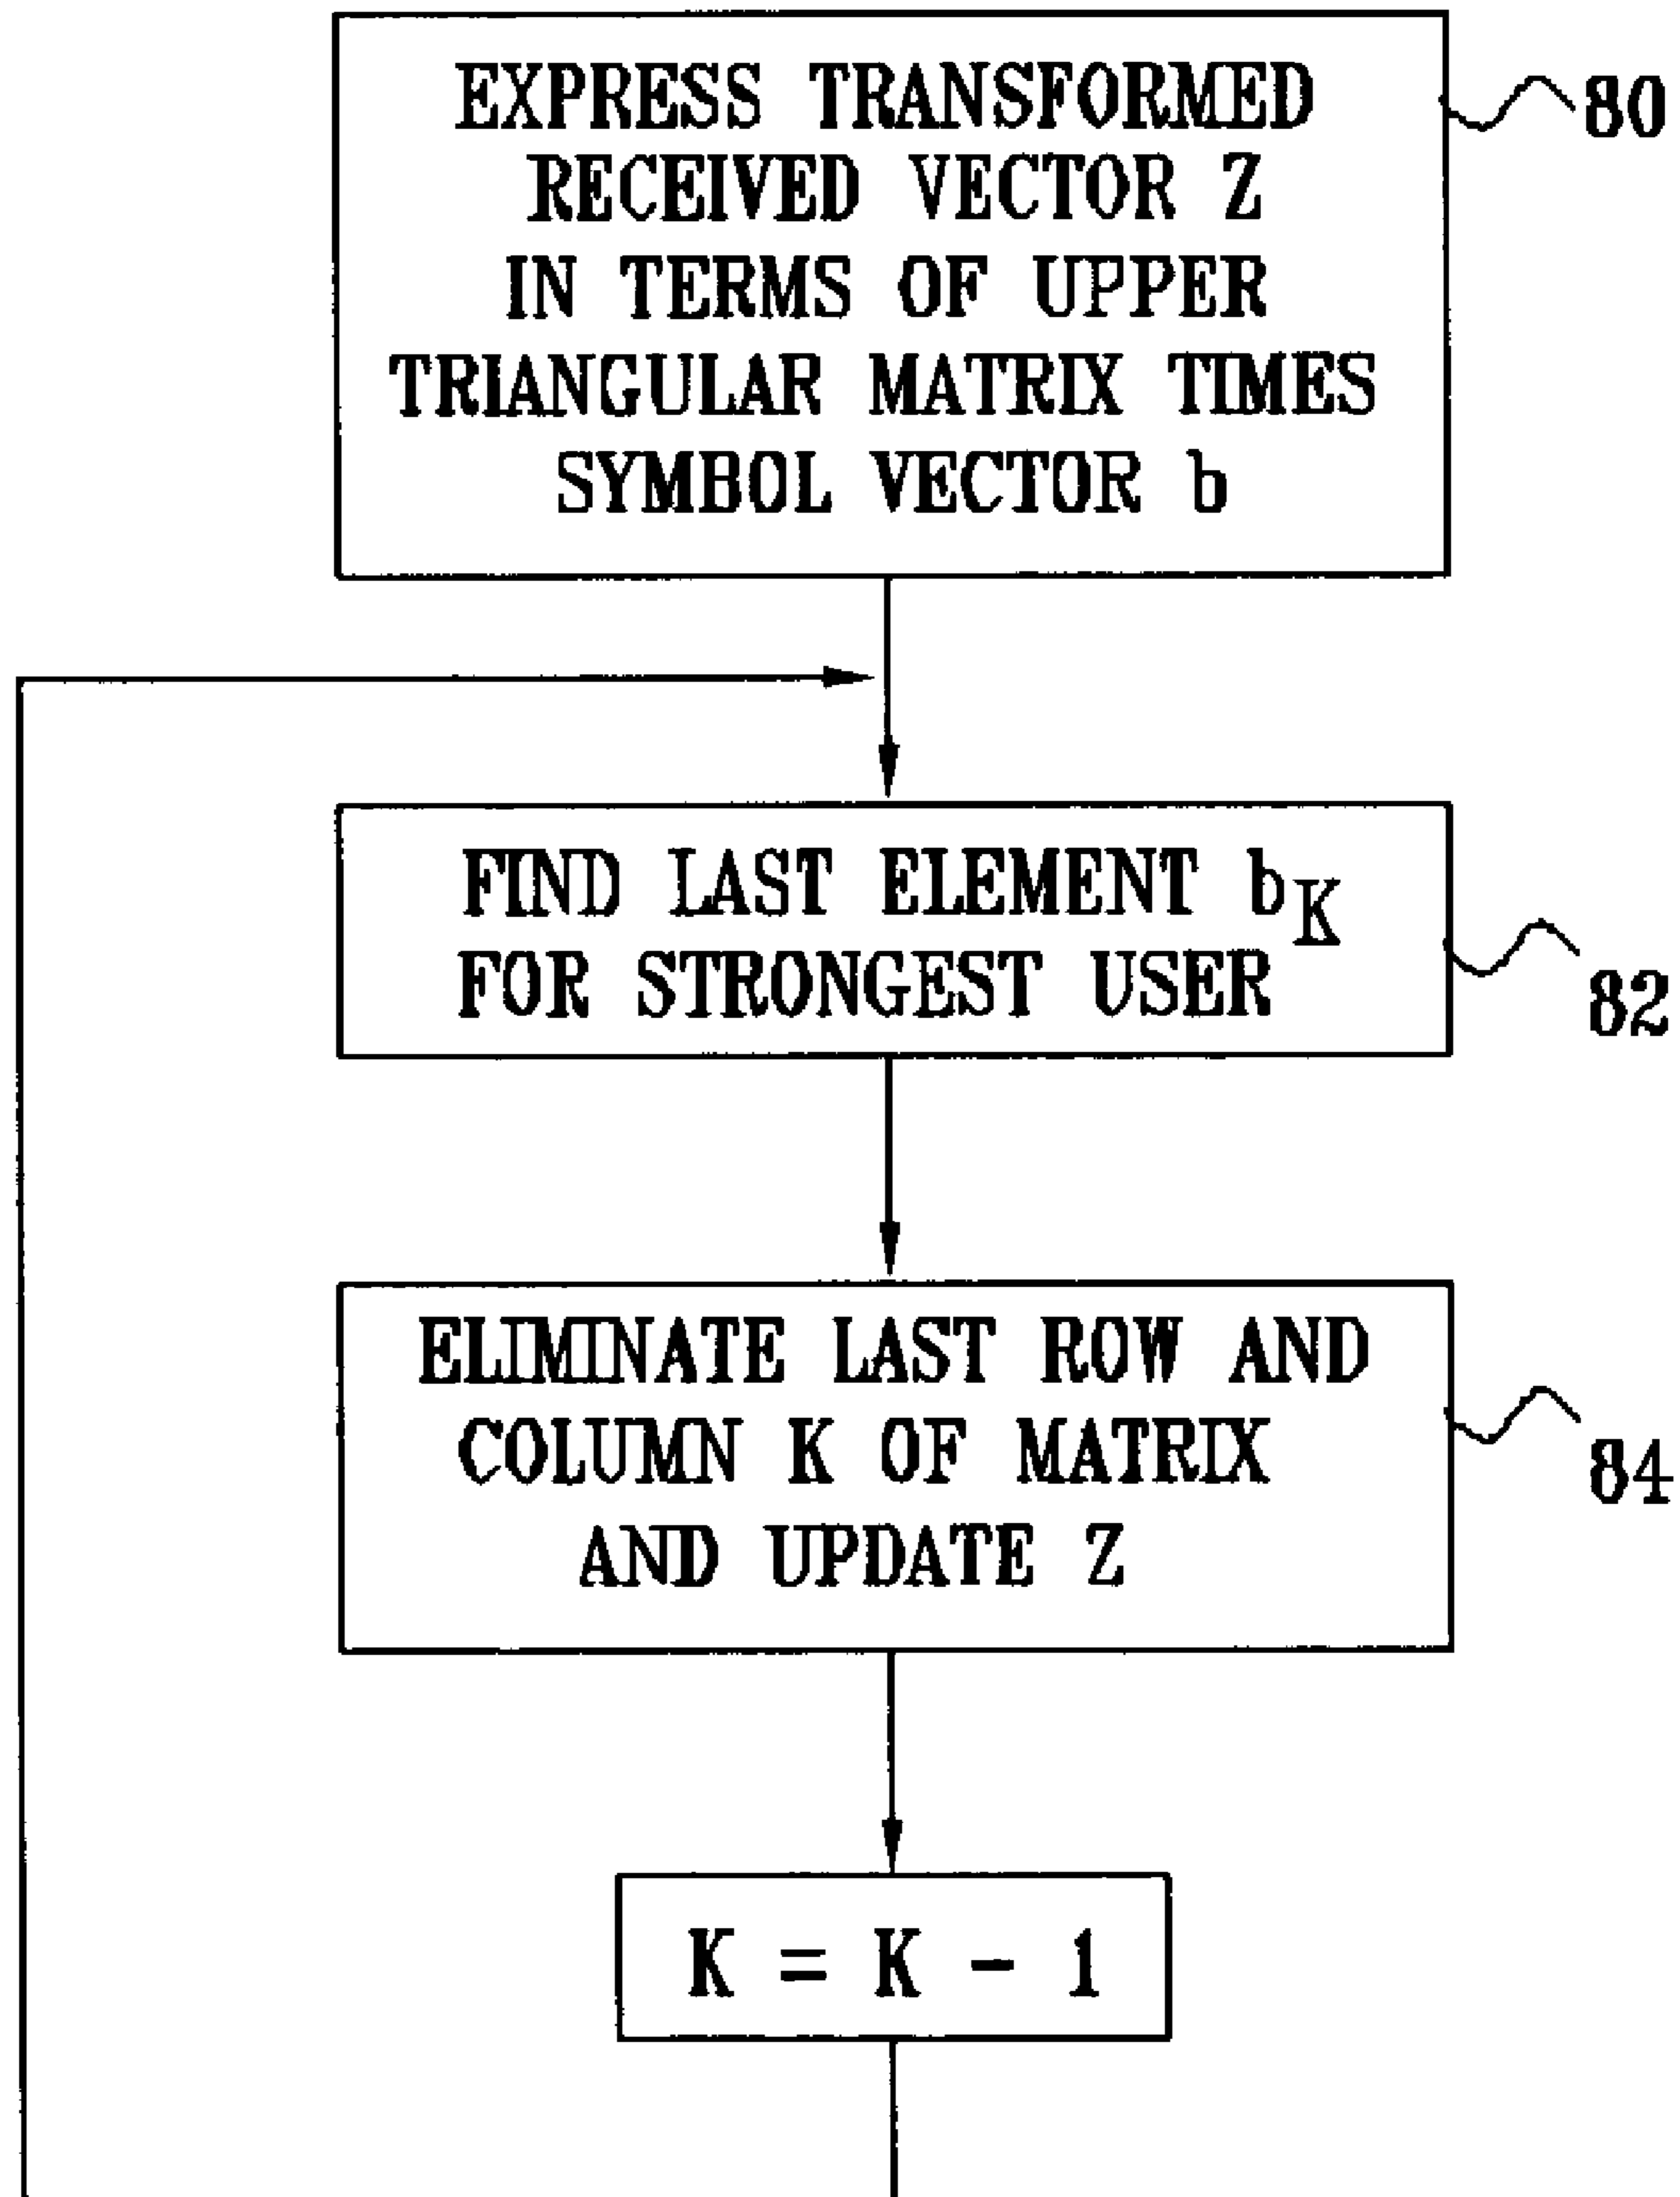 EXPRESS TRANSFORMED
RECEIVED VECTOR Z
IN TERMS OF UPPER
TRIANGULAR MATRIX TIMES
SYMBOL VECTOR b
80
FIND LAST ELEMENT b_K
FOR STRONGEST USER
82
ELIMINATE LAST ROW AND
COLUMN K OF MATRIX
AND UPDATE Z
84
K = K - 1